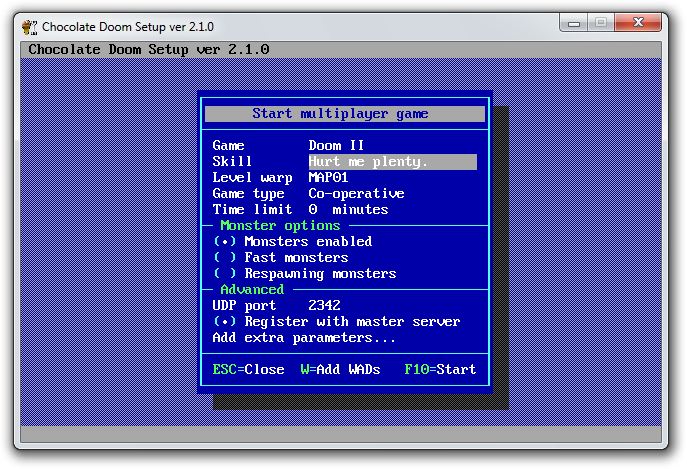 Chocolate Doom Setup ver 2.1.0
Chocolate Doom Setup ver 2.1.0
Start multiplayer game
Game Doom II
Skill Hurt me plenty.
Level warp MAP01
Game type Co-operative
Time limit 0 minutes
Monster options
(•) Monsters enabled
( ) Fast monsters
( ) Respawning monsters
Advanced
UDP port 2342
(•) Register with master server
Add extra parameters...
ESC=Close W=Add WADs F10=Start